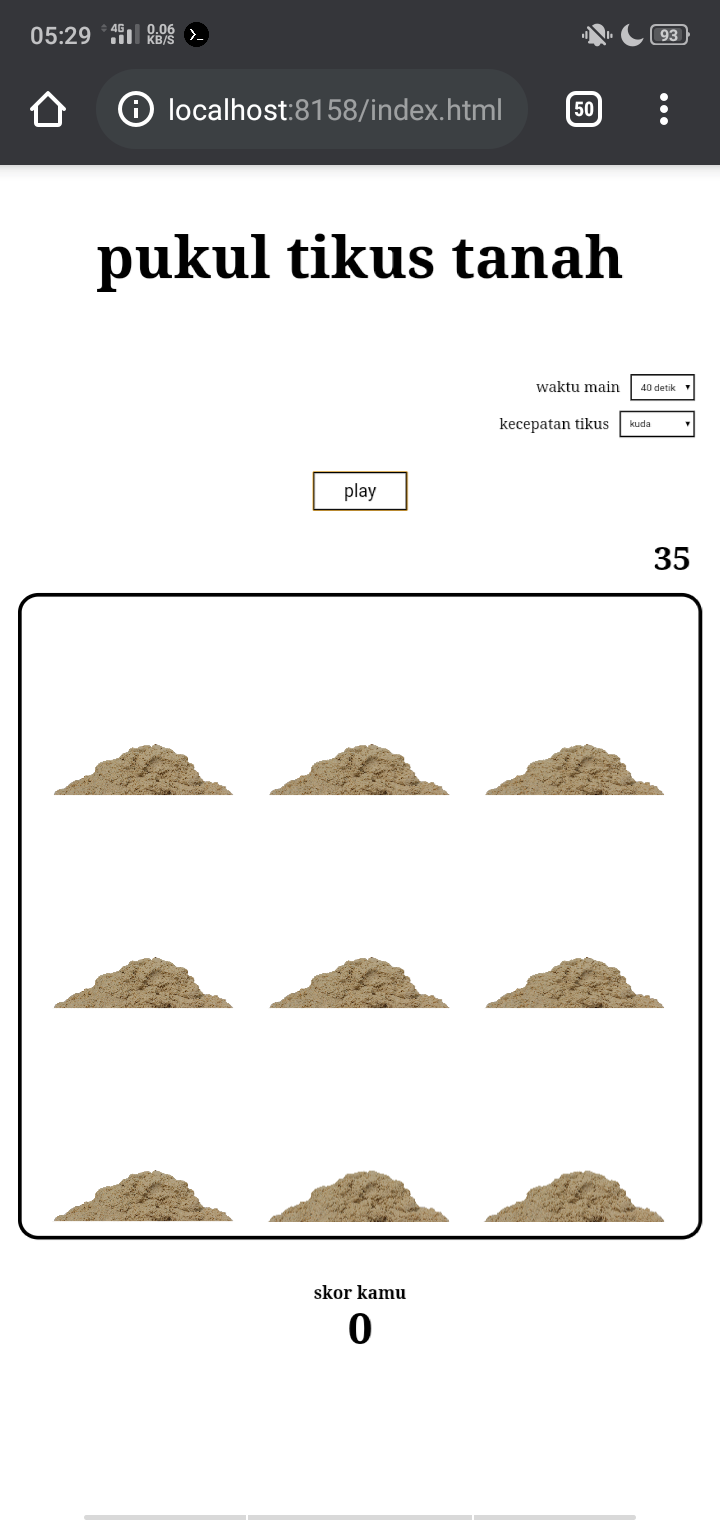 05:29 4G 0.06 KB/S >_ 93
localhost:8158/index.html 50
pukul tikus tanah
waktu main 40 detik
kecepatan tikus kuda
play
35
skor kamu
0